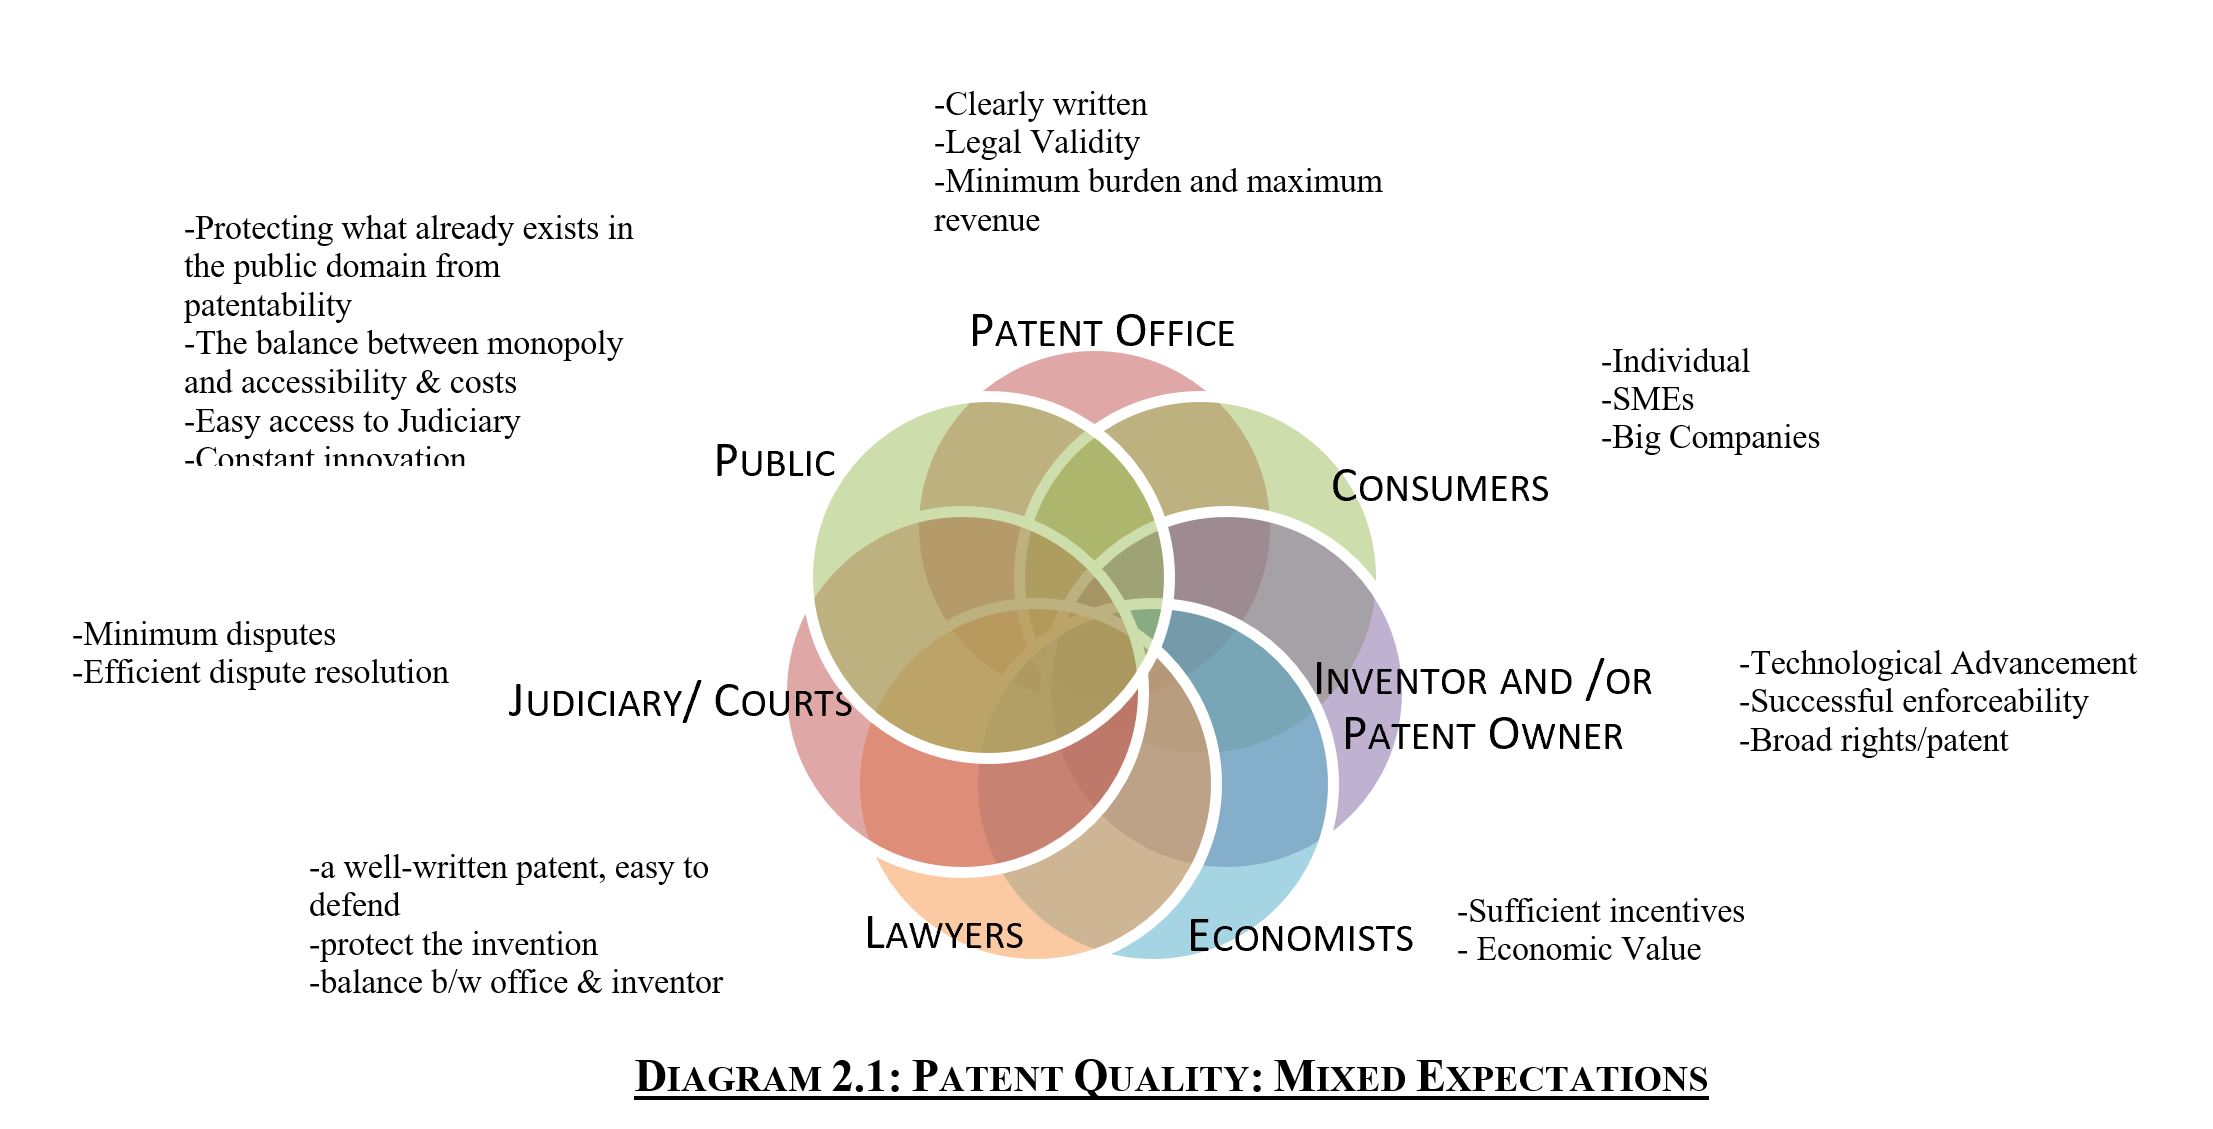 -Clearly written
-Legal Validity
-Minimum burden and maximum
revenue
-Protecting what already exists in
the public domain from
patentability
-The balance between monopoly
and accessibility & costs
-Easy access to Judiciary
-Constant innovation
PATENT OFFICE
-Individual
-SMEs
-Big Companies
PUBLIC
CONSUMERS
-Minimum disputes
-Efficient dispute resolution
JUDICIARY/ COURTS
INVENTOR AND /OR
PATENT OWNER
-Technological Advancement
-Successful enforceability
-Broad rights/patent
-a well-written patent, easy to
defend
-protect the invention
-balance b/w office & inventor
LAWYERS
ECONOMISTS
-Sufficient incentives
- Economic Value
DIAGRAM 2.1: PATENT QUALITY: MIXED EXPECTATIONS